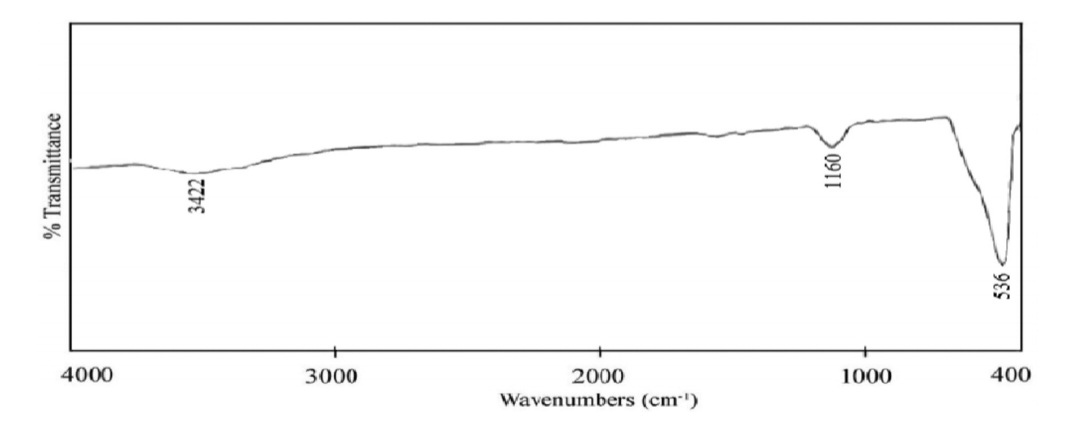 % Transmittance
3422
1160
536
4000 3000 2000 1000 400
Wavenumbers (cm⁻¹)